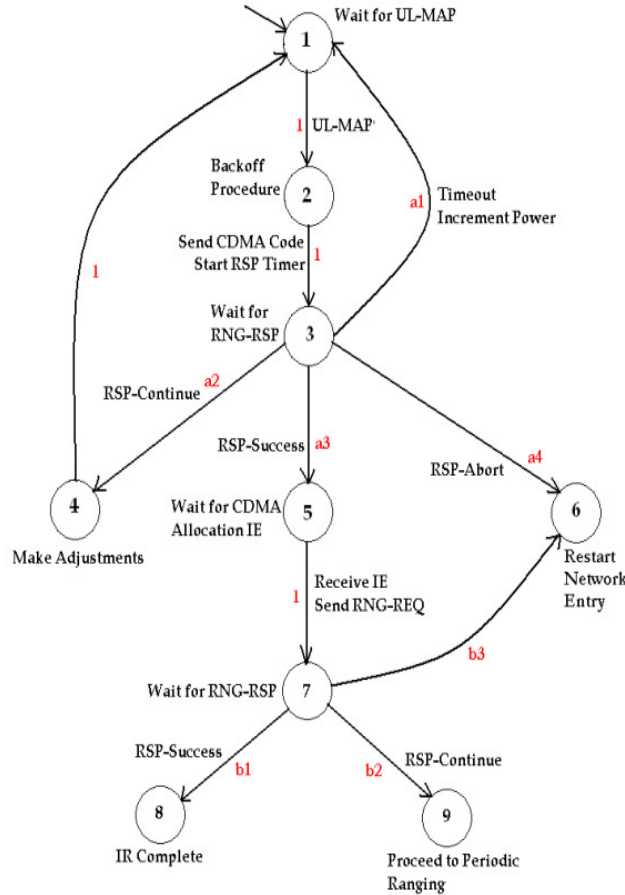 Wait for UL-MAP
1
1
UL-MAP
Backoff
Procedure
2
a1
Timeout
Increment Power
Send CDMA Code
Start RSP Timer
1
1
Wait for
RNG-RSP
3
RSP-Continue
a2
RSP-Success
a3
RSP-Abort
a4
4
Make Adjustments
Wait for CDMA
Allocation IE
5
6
Restart
Network
Entry
1
Receive IE
Send RNG-REQ
b3
Wait for RNG-RSP
7
RSP-Success
b1
b2
RSP-Continue
8
IR Complete
9
Proceed to Periodic
Ranging